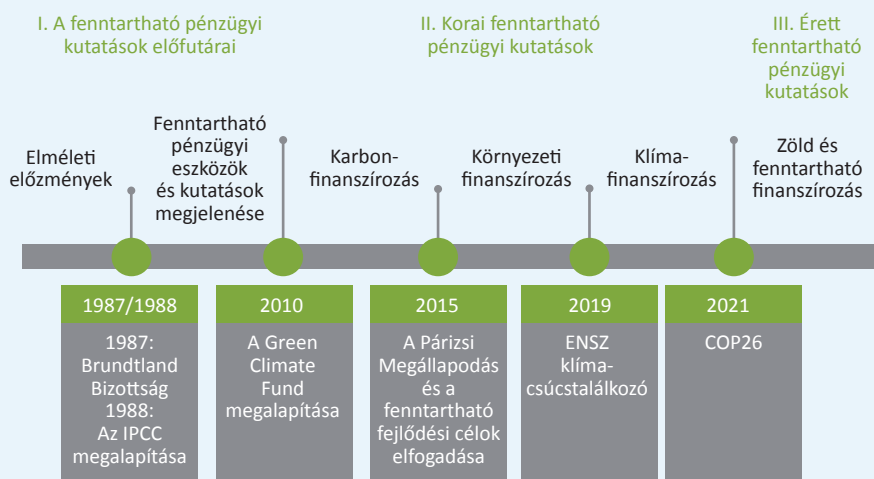 I. A fenntartható pénzügyi
kutatások előfutárai
II. Korai fenntartható
pénzügyi kutatások
III. Érett
fenntartható
pénzügyi
kutatások
Elméleti
előzmények
Fenntartható
pénzügyi
eszközök
és kutatások
megjelenése
Karbon-
finanszírozás
Környezeti
finanszírozás
Klíma-
finanszírozás
Zöld és
fenntartható
finanszírozás
1987/1988
1987:
Brundtland
Bizottság
1988:
Az IPCC
megalapítása
2010
A Green
Climate
Fund
megalapítása
2015
A Párizsi
Megállapodás
és a
fenntartható
fejlődési célok
elfogadása
2019
ENSZ
klíma-
csúcstalálkozó
2021
COP26